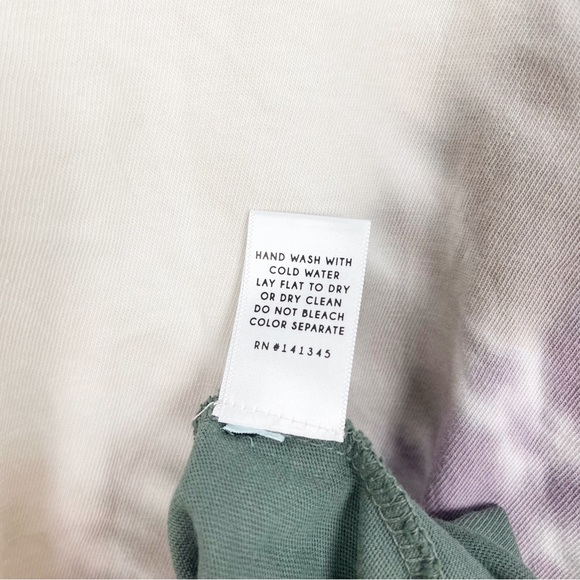 HAND WASH WITH
COLD WATER
LAY FLAT TO DRY
OR DRY CLEAN
DO NOT BLEACH
COLOR SEPARATE
RN #141345